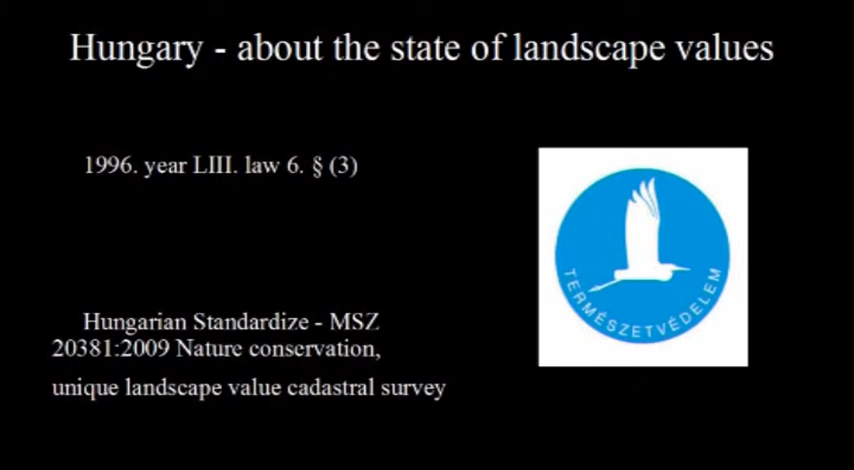 Hungary - about the state of landscape values
1996. year LIII. law 6. § (3)
TERMÉSZETVÉDELEM
Hungarian Standardize - MSZ
20381:2009 Nature conservation,
unique landscape value cadastral survey